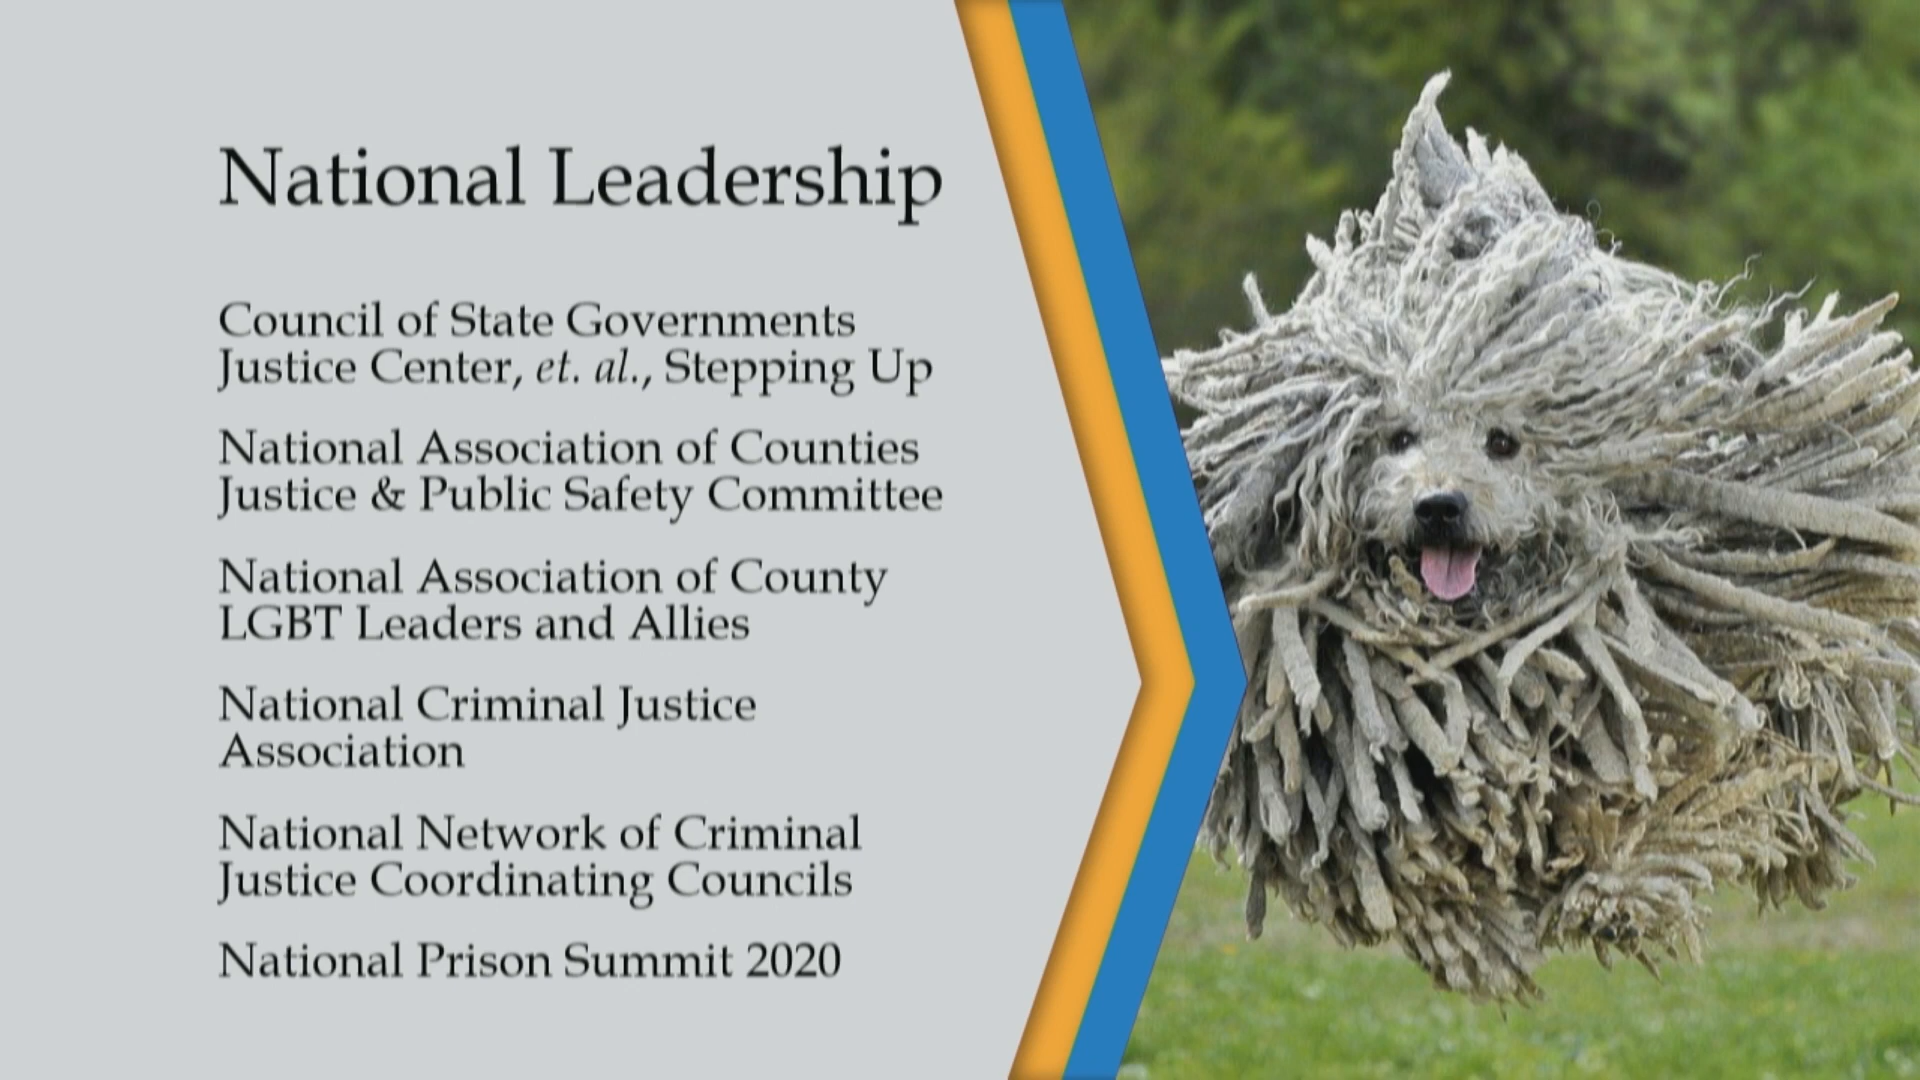 National Leadership
Council of State Governments
Justice Center, et. al., Stepping Up
National Association of Counties
Justice & Public Safety Committee
National Association of County
LGBT Leaders and Allies
National Criminal Justice
Association
National Network of Criminal
Justice Coordinating Councils
National Prison Summit 2020